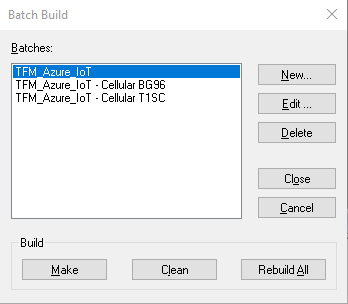 Batch Build
Batches:
TFM_Azure_IoT
TFM_Azure_IoT - Cellular BG96
TFM_Azure_IoT - Cellular T1SC
New...
Edit ...
Delete
Close
Cancel
Build
Make
Clean
Rebuild All